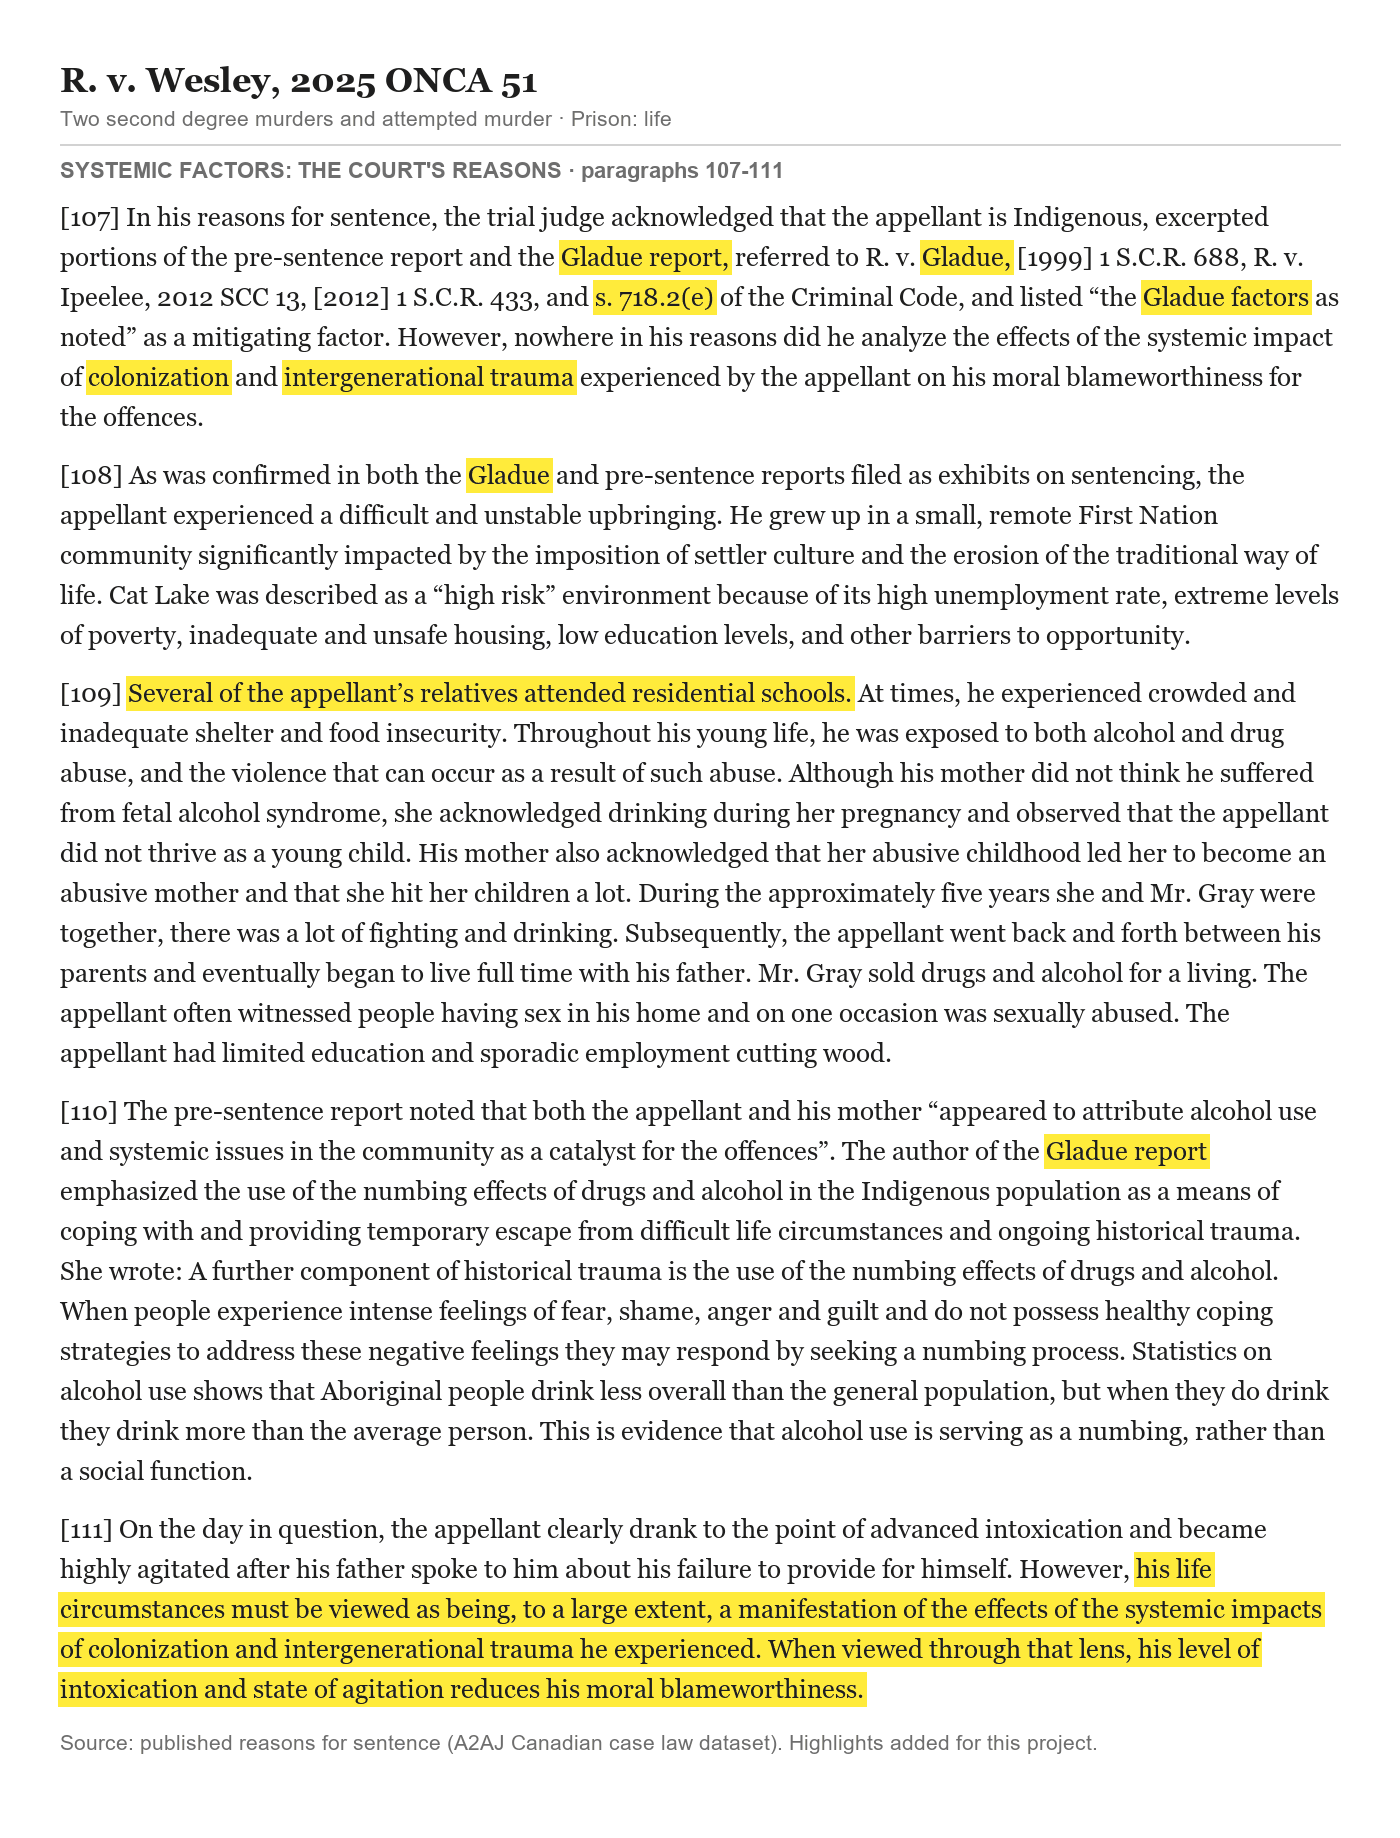 R. v. Wesley, 2025 ONCA 51
Two second degree murders and attempted murder · Prison: life
SYSTEMIC FACTORS: THE COURT'S REASONS · paragraphs 107-111
[107] In his reasons for sentence, the trial judge acknowledged that the appellant is Indigenous, excerpted
portions of the pre-sentence report and the Gladue report, referred to R. v. Gladue, [1999] 1 S.C.R. 688, R. v.
Ipeelee, 2012 SCC 13, [2012] 1 S.C.R. 433, and s. 718.2(e) of the Criminal Code, and listed “the Gladue factors as
noted” as a mitigating factor. However, nowhere in his reasons did he analyze the effects of the systemic impact
of colonization and intergenerational trauma experienced by the appellant on his moral blameworthiness for
the offences.
[108] As was confirmed in both the Gladue and pre-sentence reports filed as exhibits on sentencing, the
appellant experienced a difficult and unstable upbringing. He grew up in a small, remote First Nation
community significantly impacted by the imposition of settler culture and the erosion of the traditional way of
life. Cat Lake was described as a “high risk” environment because of its high unemployment rate, extreme levels
of poverty, inadequate and unsafe housing, low education levels, and other barriers to opportunity.
[109] Several of the appellant’s relatives attended residential schools. At times, he experienced crowded and
inadequate shelter and food insecurity. Throughout his young life, he was exposed to both alcohol and drug
abuse, and the violence that can occur as a result of such abuse. Although his mother did not think he suffered
from fetal alcohol syndrome, she acknowledged drinking during her pregnancy and observed that the appellant
did not thrive as a young child. His mother also acknowledged that her abusive childhood led her to become an
abusive mother and that she hit her children a lot. During the approximately five years she and Mr. Gray were
together, there was a lot of fighting and drinking. Subsequently, the appellant went back and forth between his
parents and eventually began to live full time with his father. Mr. Gray sold drugs and alcohol for a living. The
appellant often witnessed people having sex in his home and on one occasion was sexually abused. The
appellant had limited education and sporadic employment cutting wood.
[110] The pre-sentence report noted that both the appellant and his mother “appeared to attribute alcohol use
and systemic issues in the community as a catalyst for the offences”. The author of the Gladue report
emphasized the use of the numbing effects of drugs and alcohol in the Indigenous population as a means of
coping with and providing temporary escape from difficult life circumstances and ongoing historical trauma.
She wrote: A further component of historical trauma is the use of the numbing effects of drugs and alcohol.
When people experience intense feelings of fear, shame, anger and guilt and do not possess healthy coping
strategies to address these negative feelings they may respond by seeking a numbing process. Statistics on
alcohol use shows that Aboriginal people drink less overall than the general population, but when they do drink
they drink more than the average person. This is evidence that alcohol use is serving as a numbing, rather than
a social function.
[111] On the day in question, the appellant clearly drank to the point of advanced intoxication and became
highly agitated after his father spoke to him about his failure to provide for himself. However, his life
circumstances must be viewed as being, to a large extent, a manifestation of the effects of the systemic impacts
of colonization and intergenerational trauma he experienced. When viewed through that lens, his level of
intoxication and state of agitation reduces his moral blameworthiness.
Source: published reasons for sentence (A2AJ Canadian case law dataset). Highlights added for this project.